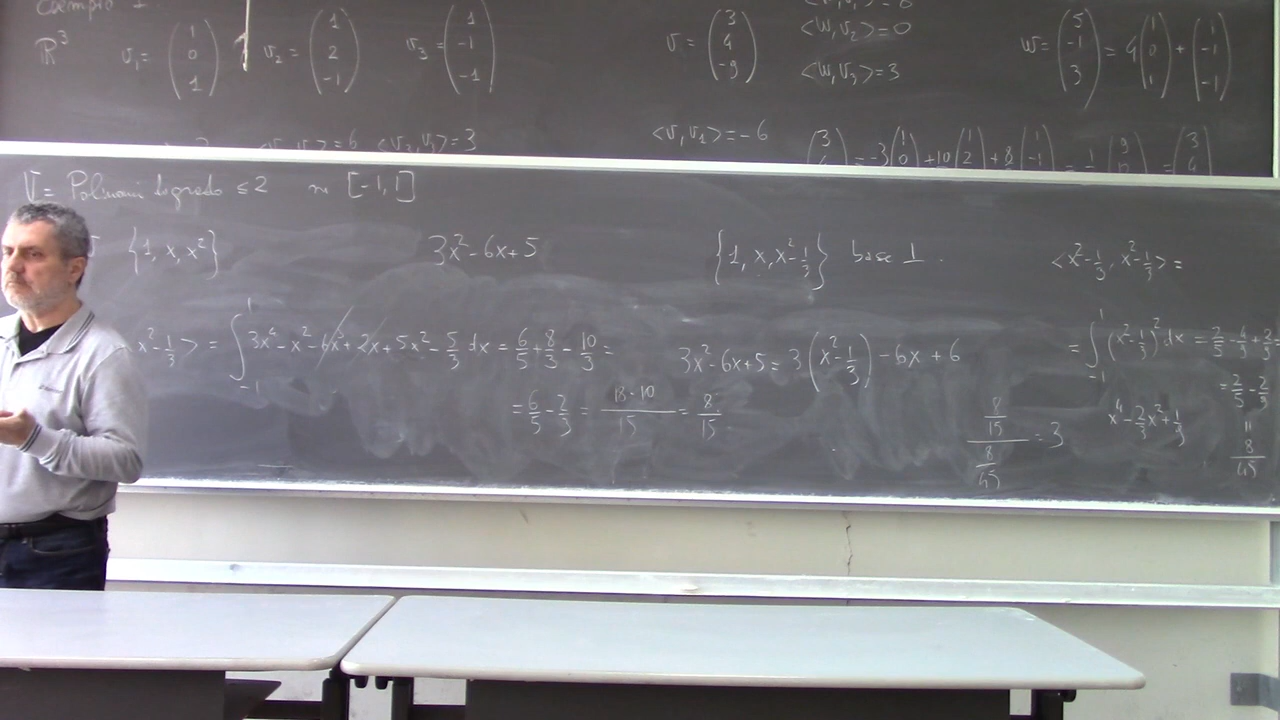 Esempio 1.
R³ v₁ = (1 0 1) v₂ = (1 2 -1) v₃ = (1 -1 -1) v = (3 4 -9) <w,v₂>=0 <w,v₃>=3 w = (5 -1 3) = 4(1 0 1) + (1 -1 -1)
=6 <v₂,v₃>=3 <v,v₁>=-6
V = Polinomi di grado ≤ 2 in [-1,1]
{1, x, x²} 3x²-6x+5 {1, x, x²-1/3} base ⊥. <x²-1/3, x²-1/3> =
x²-1/3> = ∫₋₁¹ 3x⁴-x²-6x³+2x+5x²-5/3 dx = 6/5+8/3-10/3 =
= 6/5-2/3 = 18-10/15 = 8/15
3x²-6x+5 = 3(x²-1/3) -6x+6
8/15 / 8/45 = 3
= ∫₋₁¹ (x²-1/3)² dx = 2/5-4/9+2/9 =
x⁴-2/3x²+1/9
= 2/5-2/9
=
8/45